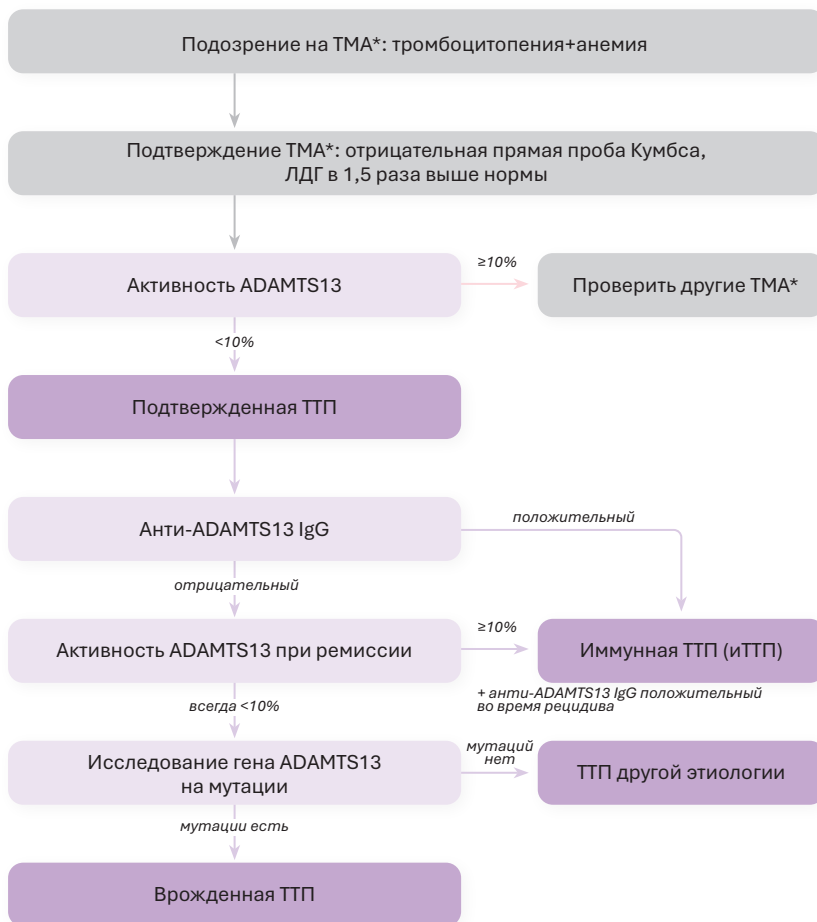 Подозрение на ТМА*: тромбоцитопения+анемия
Подтверждение ТМА*: отрицательная прямая проба Кумбса,
ЛДГ в 1,5 раза выше нормы
Активность ADAMTS13
≥10%
Проверить другие ТМА*
<10%
Подтвержденная ТТП
Анти-ADAMTS13 IgG
положительный
отрицательный
Активность ADAMTS13 при ремиссии
≥10%
Иммунная ТТП (иТТП)
+ анти-ADAMTS13 IgG положительный
во время рецидива
всегда <10%
Исследование гена ADAMTS13
на мутации
мутаций
нет
ТТП другой этиологии
мутации есть
Врожденная ТТП